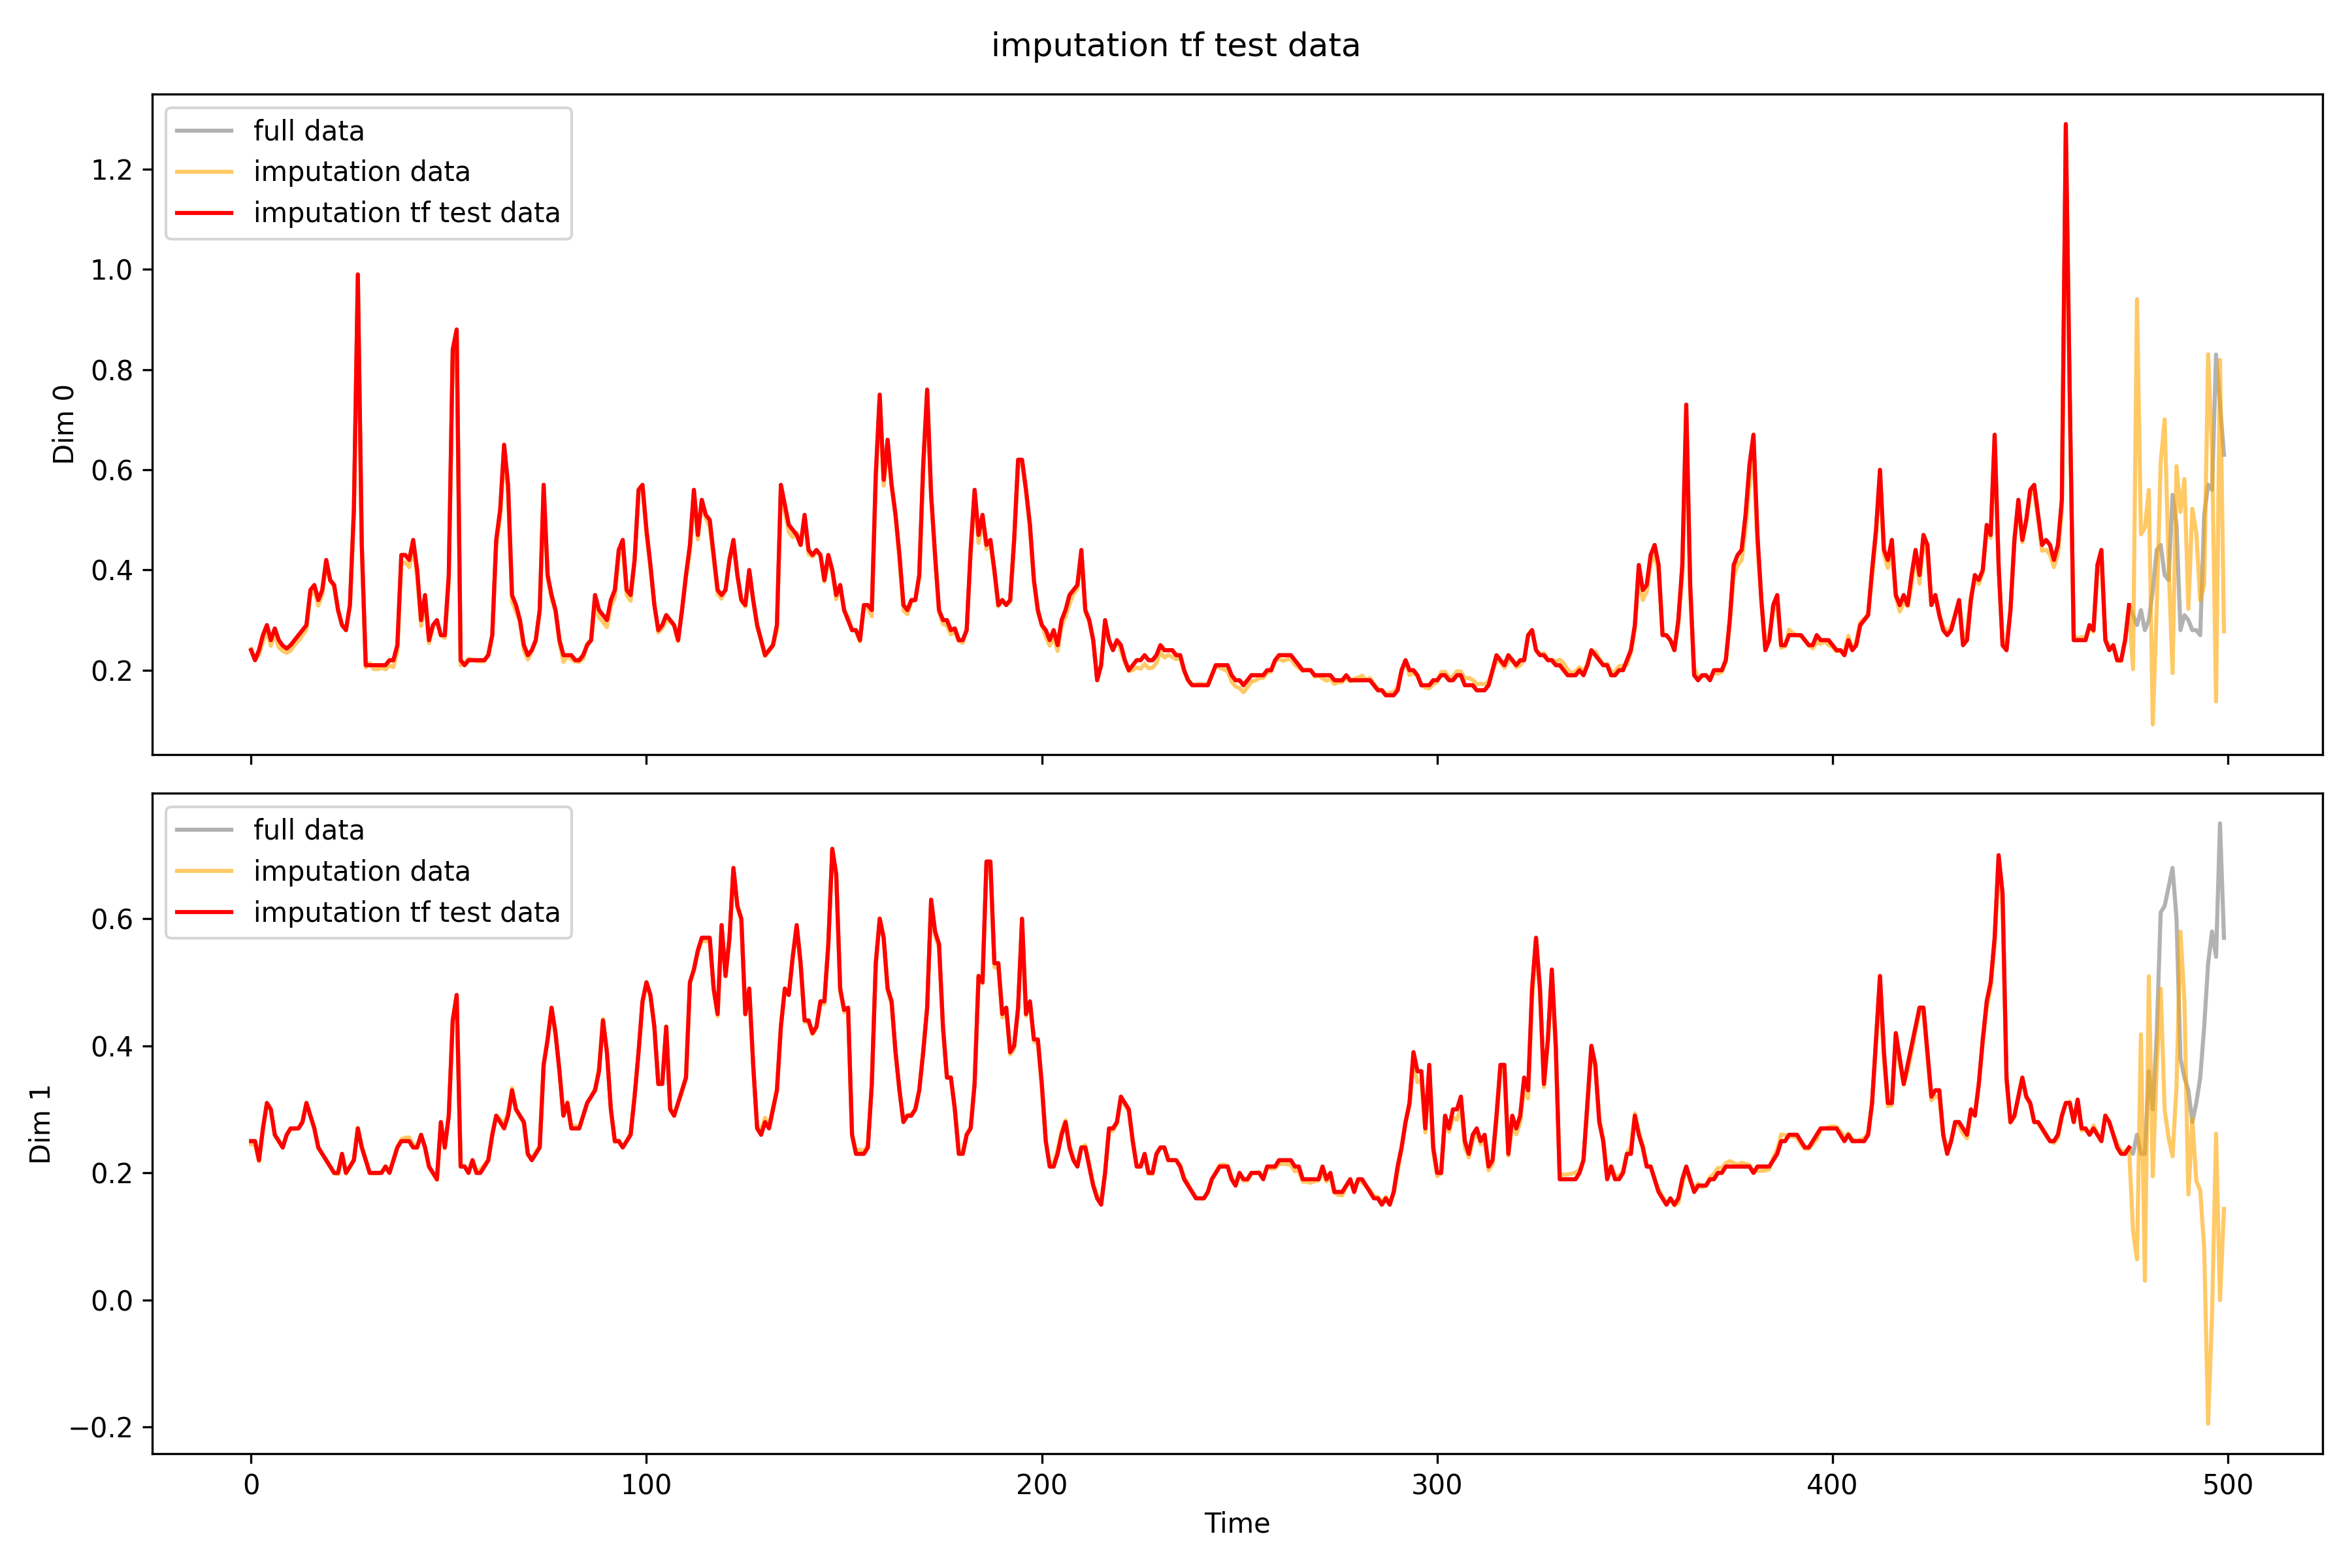 imputation tf test data
full data
imputation data
imputation tf test data
1.2
1.0
0.8
0.6
0.4
0.2
Dim 0
full data
imputation data
imputation tf test data
0.6
0.4
0.2
0.0
−0.2
Dim 1
0 100 200 300 400 500
Time